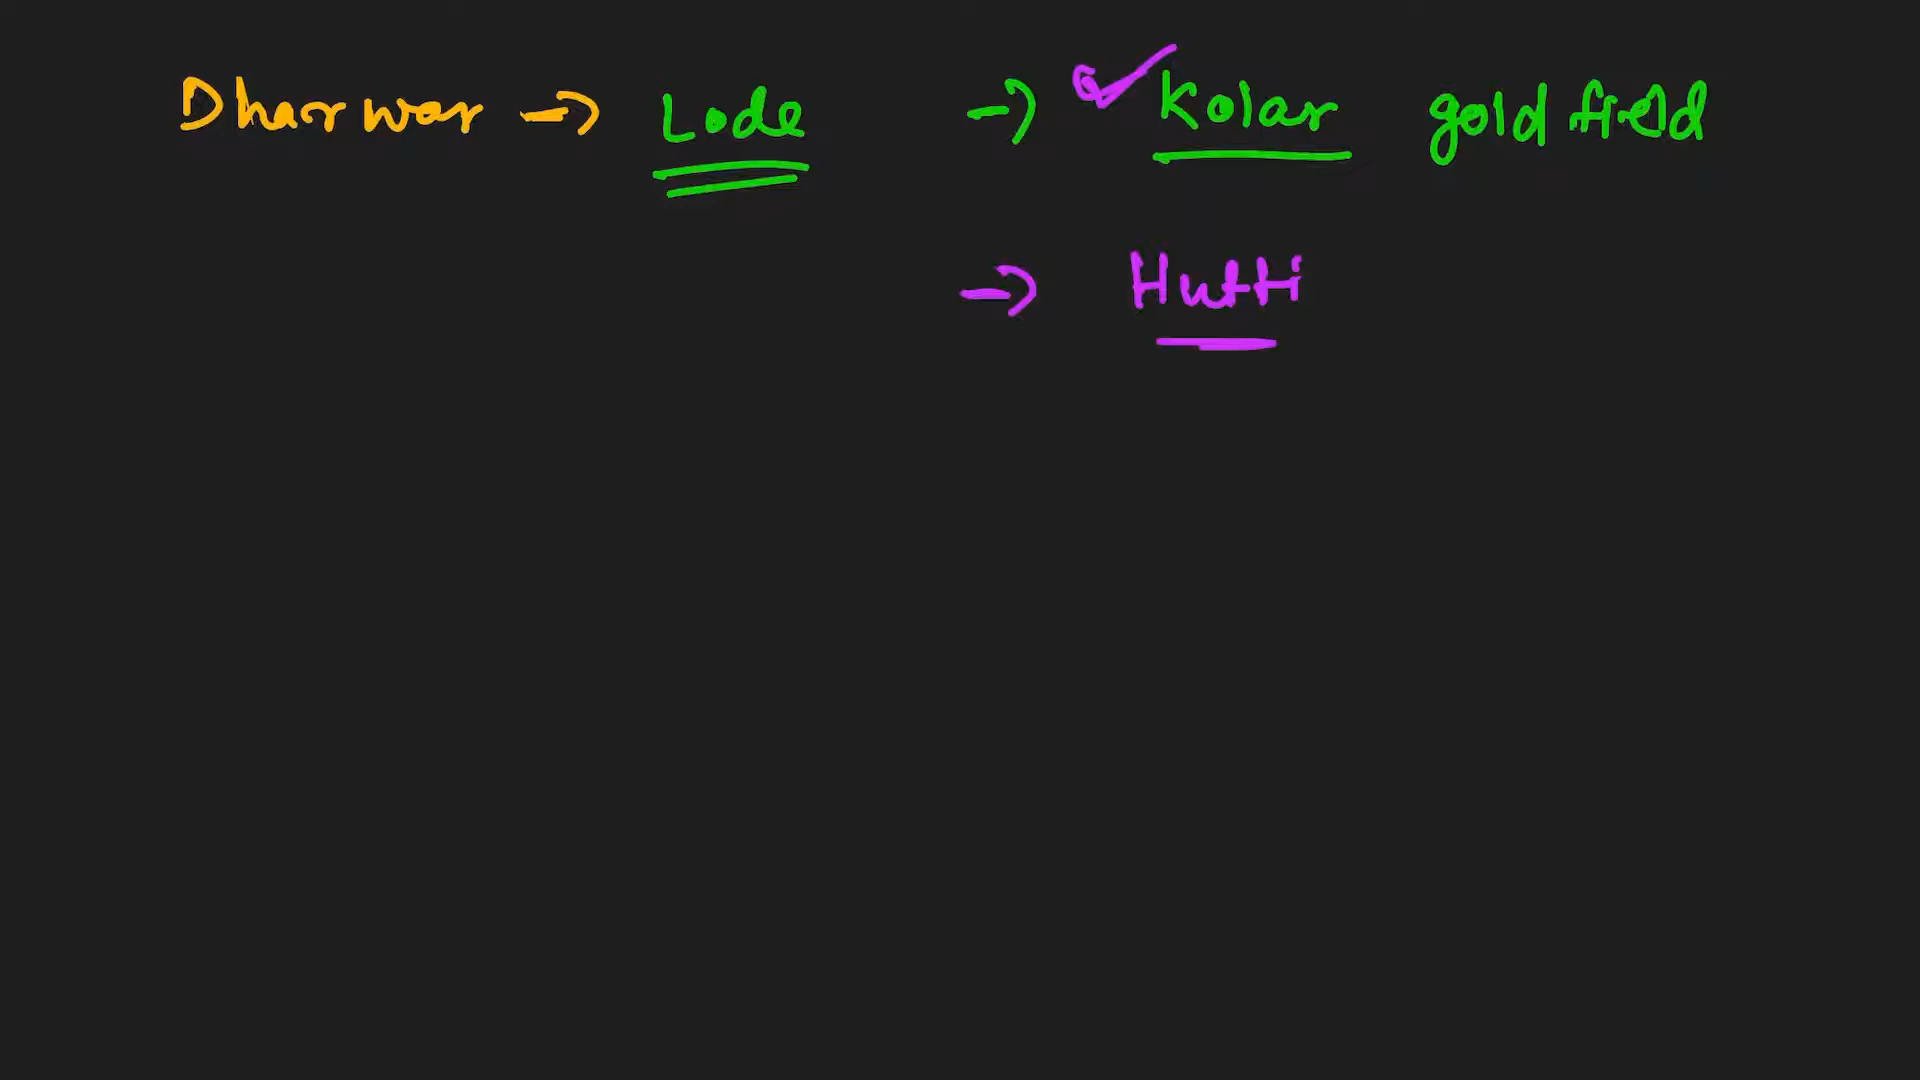 Dharwar → Lode → Kolar gold field
→ Hutti